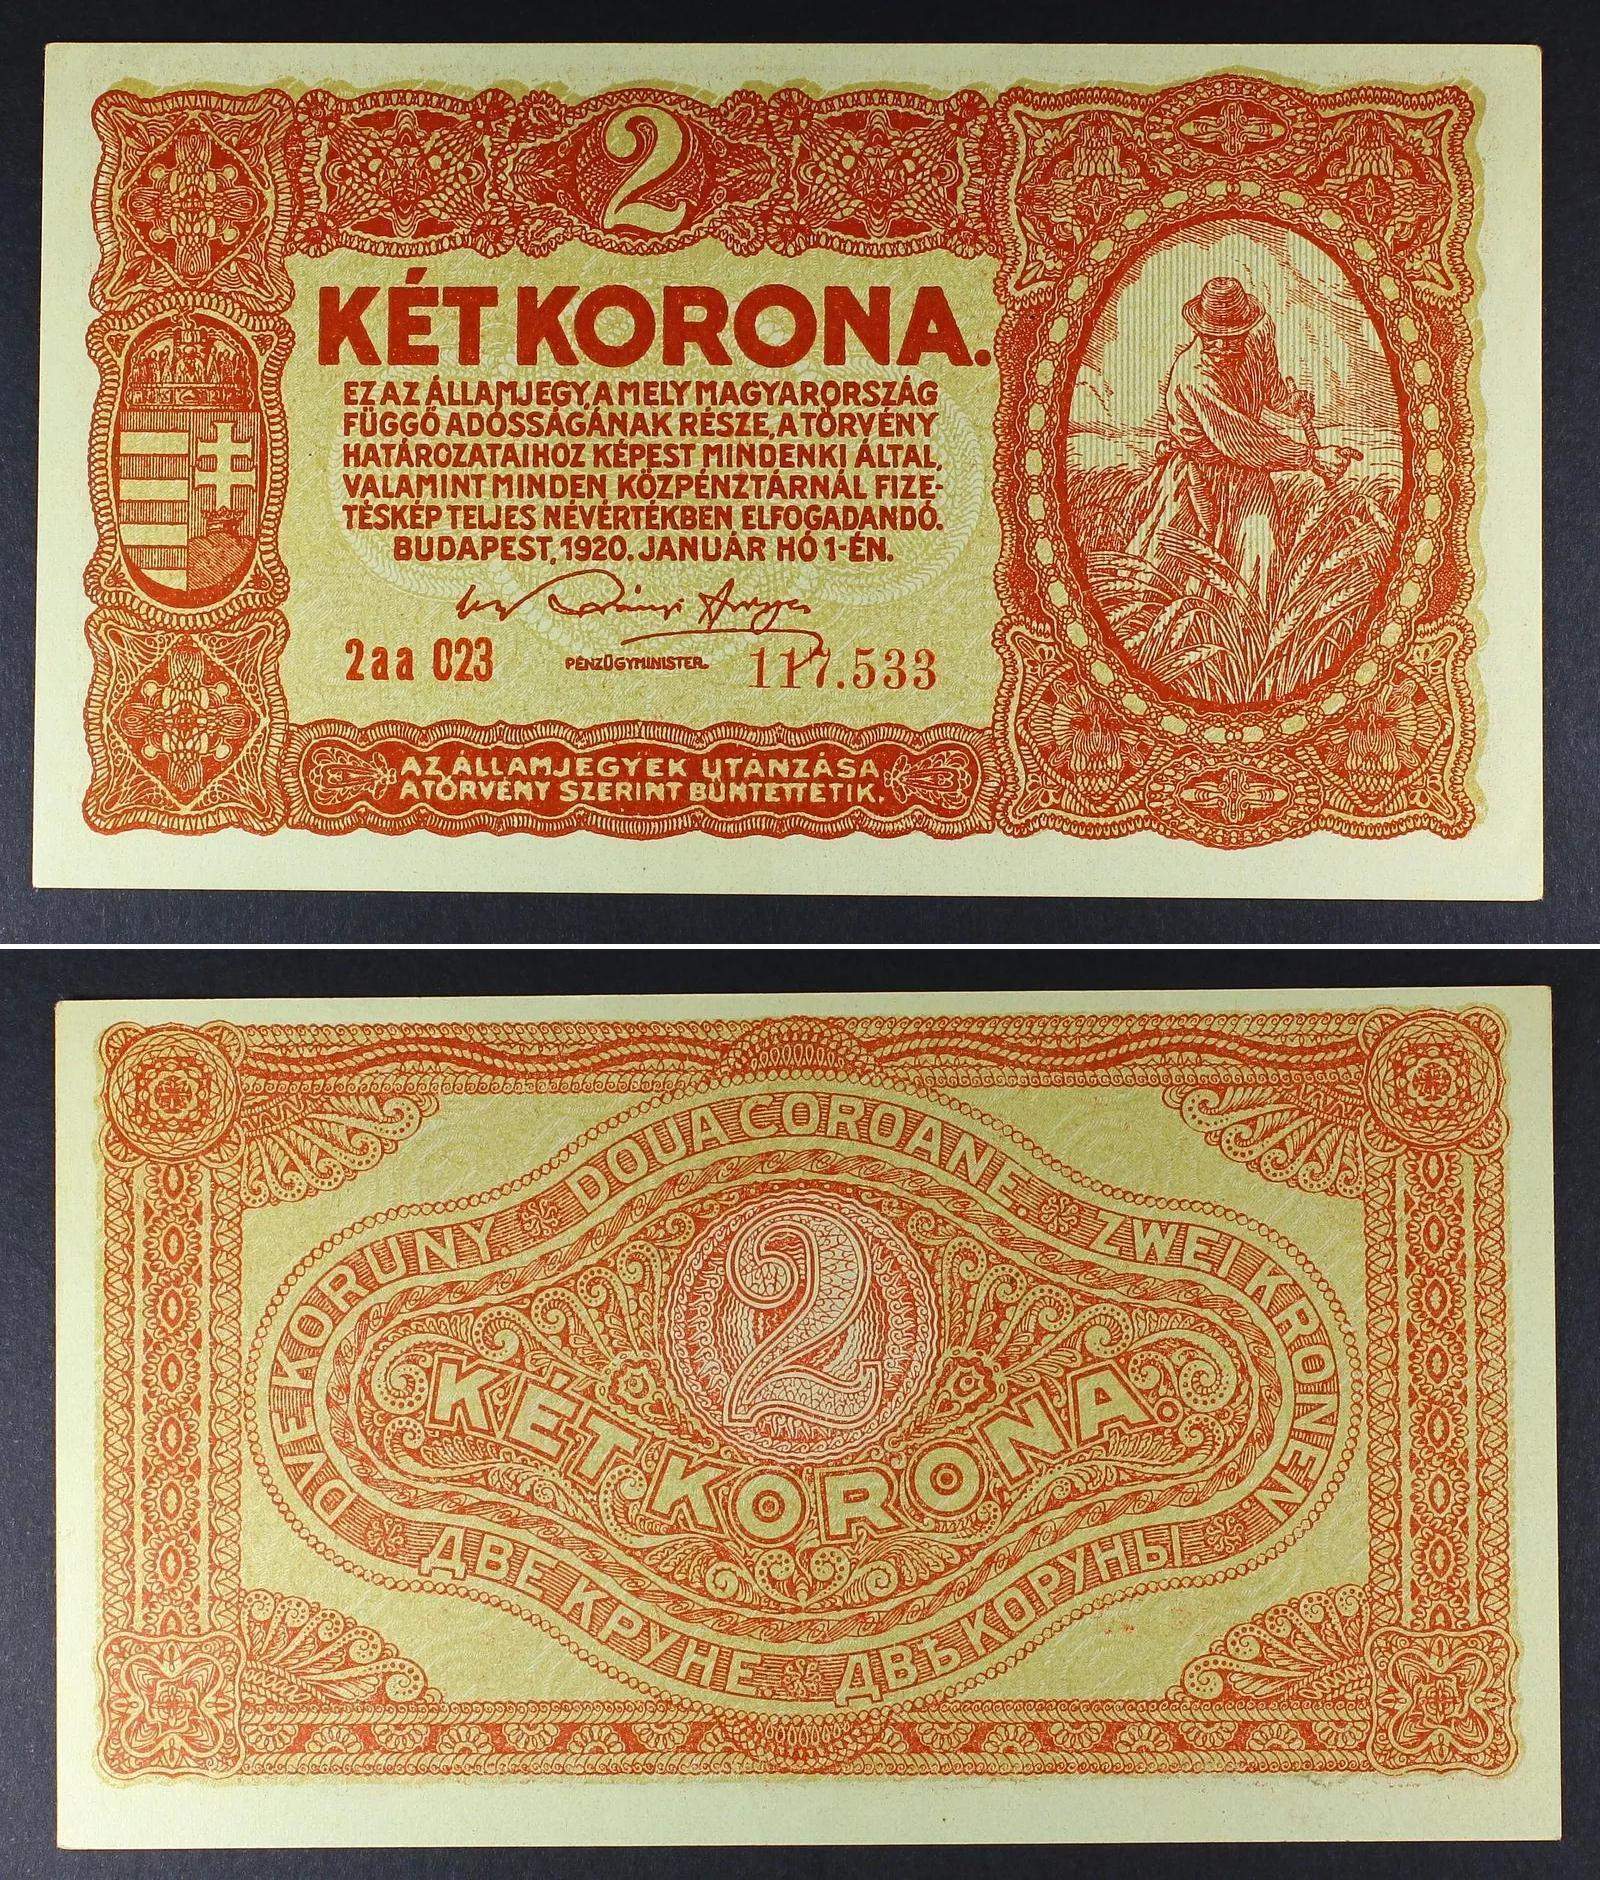 2
KÉT KORONA.
EZ AZ ÁLLAMJEGY, AMELY MAGYARORSZÁG
FÜGGŐ ADÓSSÁGÁNAK RÉSZE, A TÖRVÉNY
HATÁROZATAIHOZ KÉPEST MINDENKI ÁLTAL,
VALAMINT MINDEN KÖZPÉNZTÁRNÁL FIZE-
TÉSKÉP TELJES NÉVÉRTÉKBEN ELFOGADANDÓ.
BUDAPEST, 1920. JANUÁR HÓ 1-ÉN.
2aa 023
PÉNZÜGYMINISTER.
117.533
AZ ÁLLAMJEGYEK UTÁNZÁSA
A TÖRVÉNY SZERINT BÜNTETTETIK.
DVE KORUNY. DOUA COROANE. ZWEI KRONEN.
2
KÉT KORONA.
ДВЕ КРУНЕ. ДВѢ КОРУНЫ.